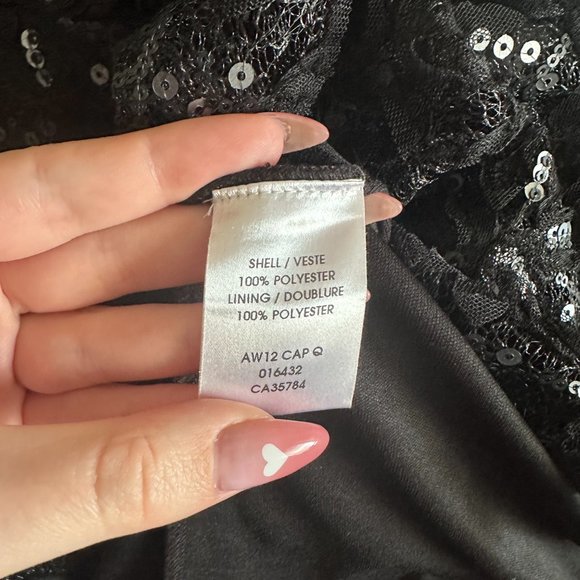 SHELL / VESTE
100% POLYESTER
LINING / DOUBLURE
100% POLYESTER
AW12 CAP Q
016432
CA35784